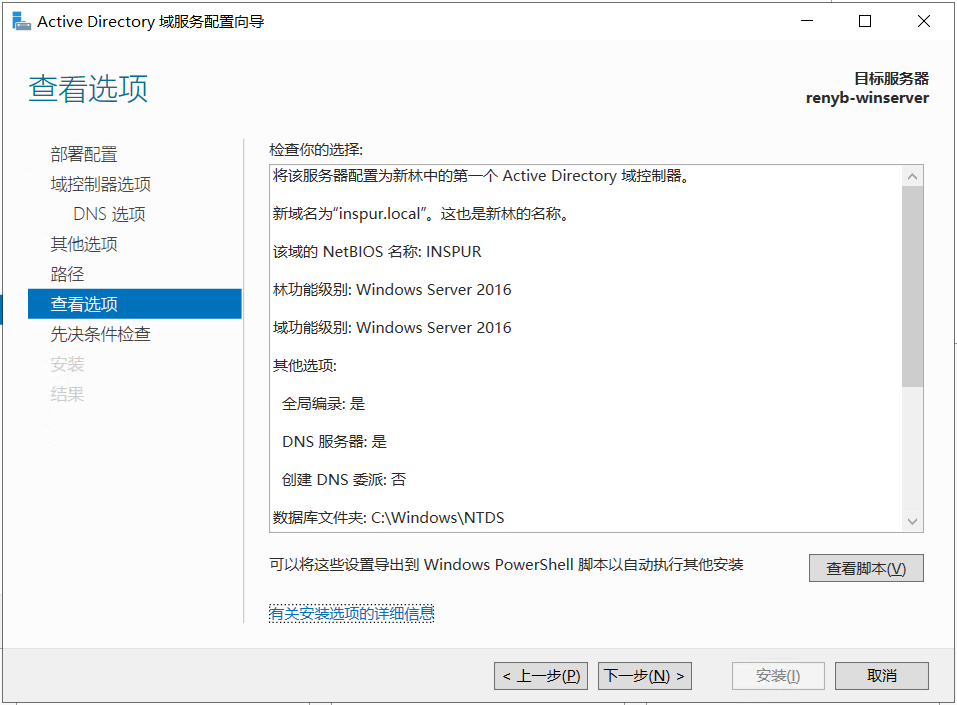 Active Directory 域服务配置向导
查看选项
目标服务器
renyb-winserver
部署配置
域控制器选项
DNS 选项
其他选项
路径
查看选项
先决条件检查
安装
结果
检查你的选择:
将该服务器配置为新林中的第一个 Active Directory 域控制器。
新域名为“inspur.local”。这也是新林的名称。
该域的 NetBIOS 名称: INSPUR
林功能级别: Windows Server 2016
域功能级别: Windows Server 2016
其他选项:
全局编录: 是
DNS 服务器: 是
创建 DNS 委派: 否
数据库文件夹: C:\Windows\NTDS
可以将这些设置导出到 Windows PowerShell 脚本以自动执行其他安装
查看脚本(V)
有关安装选项的详细信息
< 上一步(P)
下一步(N) >
安装(I)
取消